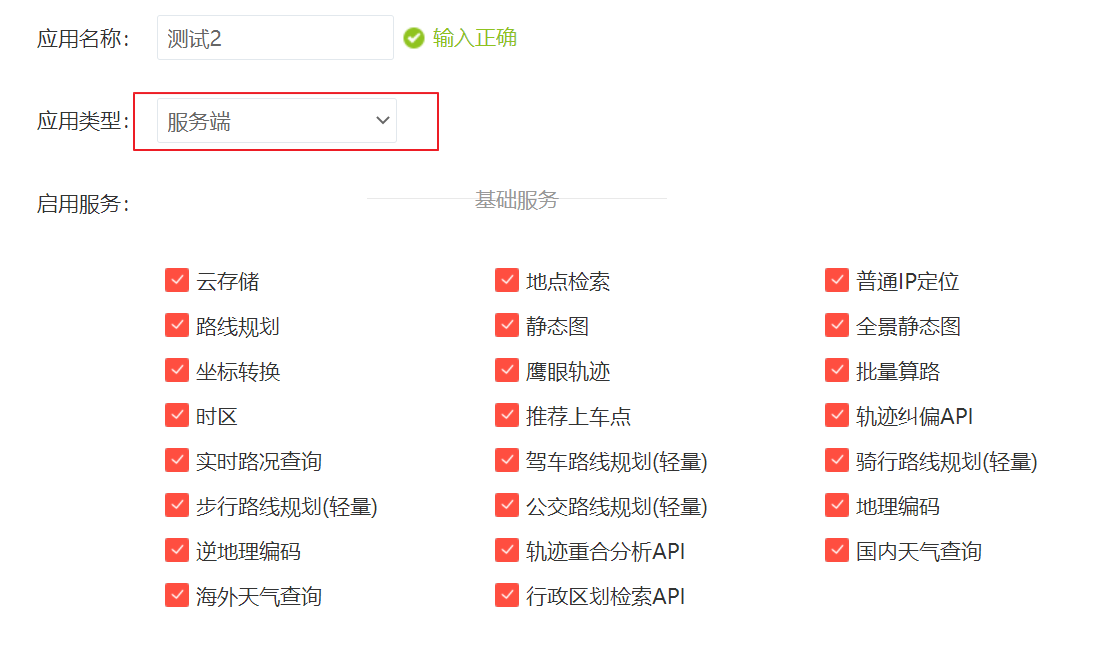 应用名称： 测试2 输入正确
应用类型： 服务端
启用服务： 基础服务
云存储 地点检索 普通IP定位
路线规划 静态图 全景静态图
坐标转换 鹰眼轨迹 批量算路
时区 推荐上车点 轨迹纠偏API
实时路况查询 驾车路线规划(轻量) 骑行路线规划(轻量)
步行路线规划(轻量) 公交路线规划(轻量) 地理编码
逆地理编码 轨迹重合分析API 国内天气查询
海外天气查询 行政区划检索API